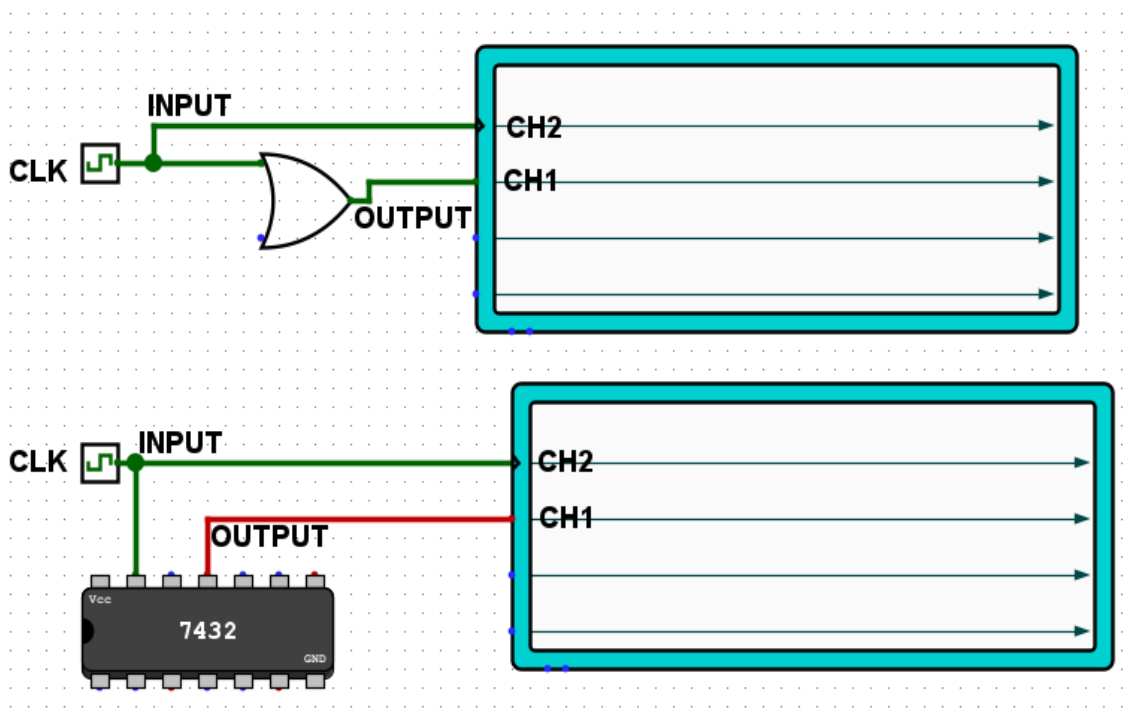 INPUT
CH2
CLK
CH1
OUTPUT
INPUT
CLK
CH2
CH1
OUTPUT
Vcc
7432
GND